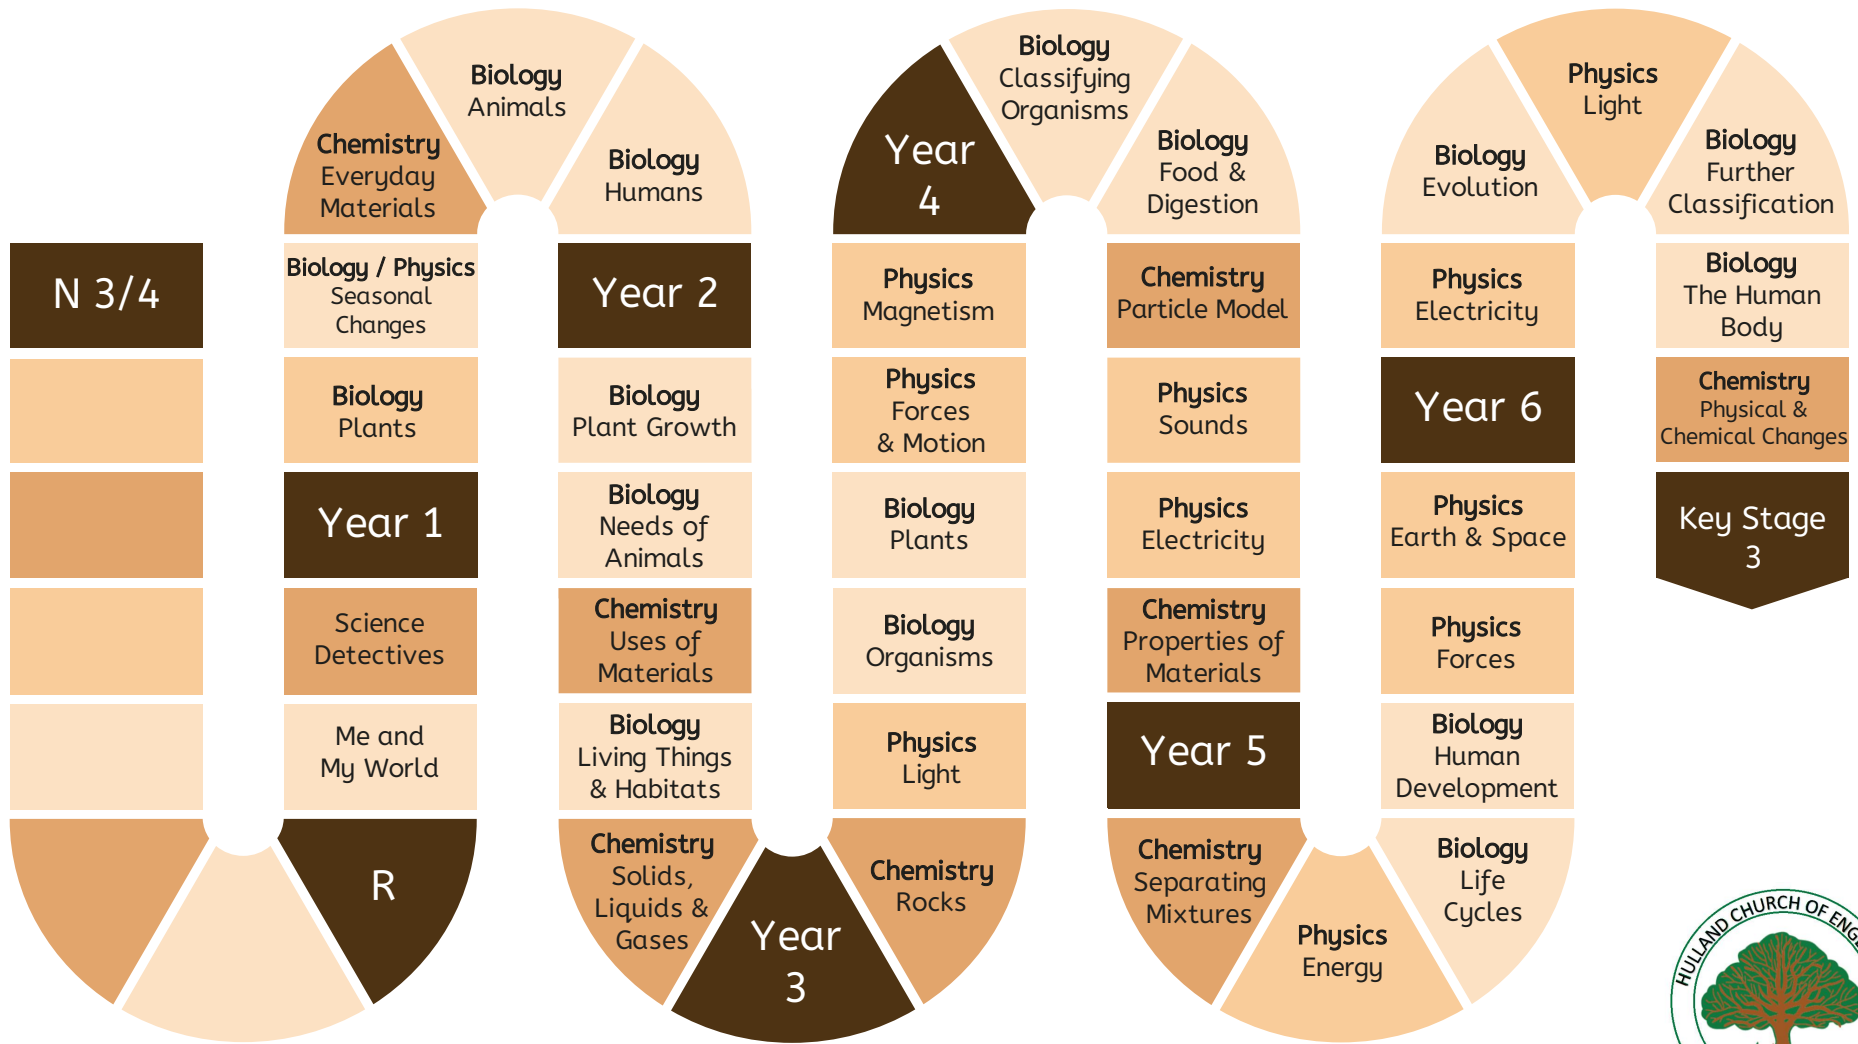 N 3/4
R
Me and
My World
Science
Detectives
Year 1
Biology
Plants
Biology / Physics
Seasonal
Changes
Chemistry
Everyday
Materials
Biology
Animals
Biology
Humans
Year 2
Biology
Plant Growth
Biology
Needs of
Animals
Chemistry
Uses of
Materials
Biology
Living Things
& Habitats
Chemistry
Solids,
Liquids &
Gases
Year
3
Chemistry
Rocks
Physics
Light
Biology
Organisms
Biology
Plants
Physics
Forces
& Motion
Physics
Magnetism
Year
4
Biology
Classifying
Organisms
Biology
Food &
Digestion
Chemistry
Particle Model
Physics
Sounds
Physics
Electricity
Chemistry
Properties of
Materials
Year 5
Chemistry
Separating
Mixtures
Physics
Energy
Biology
Life
Cycles
Biology
Human
Development
Physics
Forces
Physics
Earth & Space
Year 6
Physics
Electricity
Biology
Evolution
Physics
Light
Biology
Further
Classification
Biology
The Human
Body
Chemistry
Physical &
Chemical Changes
Key Stage
3
HULLAND CHURCH OF